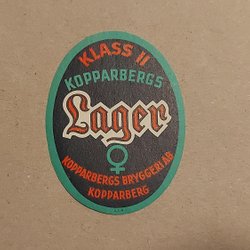 KLASS II
KOPPARBERGS
Lager
KOPPARBERGS BRYGGERI AB
KOPPARBERG